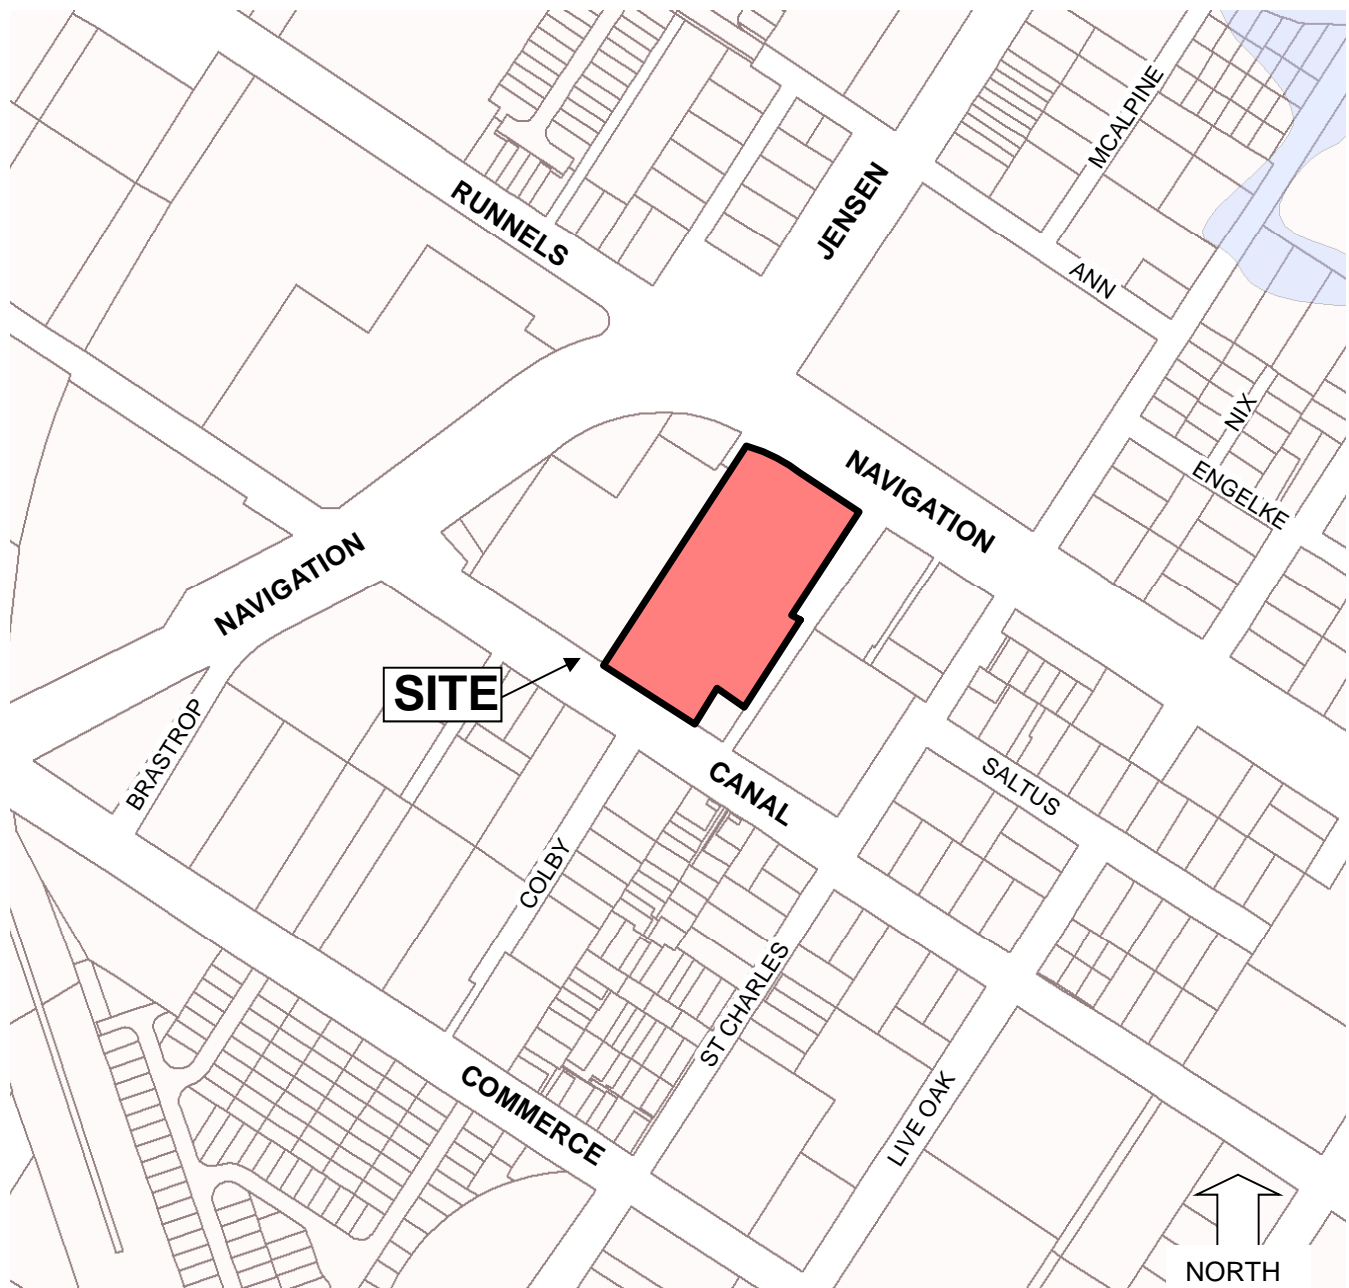 MCALPINE
RUNNELS
JENSEN
ANN
NIX
ENGELKE
NAVIGATION
NAVIGATION
SITE
BRASTROP
CANAL
SALTUS
COLBY
ST CHARLES
COMMERCE
LIVE OAK
NORTH